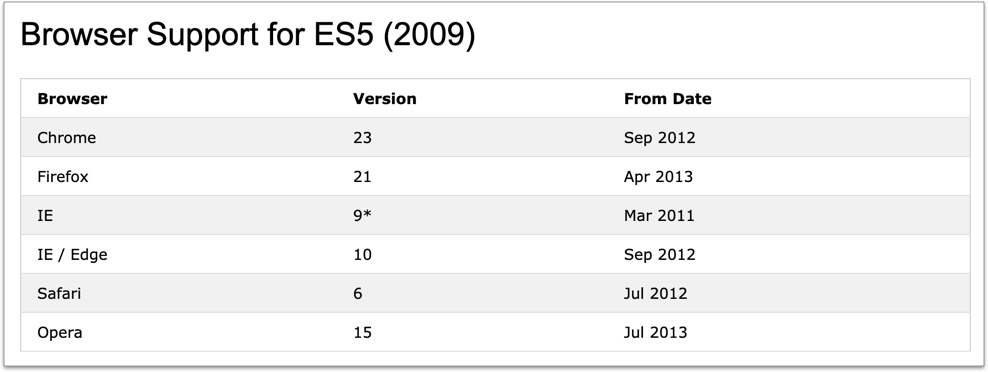 Browser Support for ES5 (2009)
Browser Version From Date
Chrome 23 Sep 2012
Firefox 21 Apr 2013
IE 9* Mar 2011
IE / Edge 10 Sep 2012
Safari 6 Jul 2012
Opera 15 Jul 2013